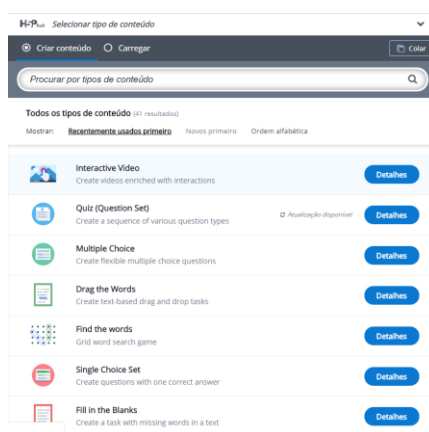 H-P hub Selecionar tipo de conteúdo
Criar conteúdo Carregar Colar
Procurar por tipos de conteúdo
Todos os tipos de conteúdo (41 resultados)
Mostrar: Recentemente usados primeiro Novos primeiro Ordem alfabética
Interactive Video
Create videos enriched with interactions
Detalhes
Quiz (Question Set)
Create a sequence of various question types
Atualização disponível
Detalhes
Multiple Choice
Create flexible multiple choice questions
Detalhes
Drag the Words
Create text-based drag and drop tasks
Detalhes
Find the words
Grid word search game
Detalhes
Single Choice Set
Create questions with one correct answer
Detalhes
Fill in the Blanks
Create a task with missing words in a text
Detalhes